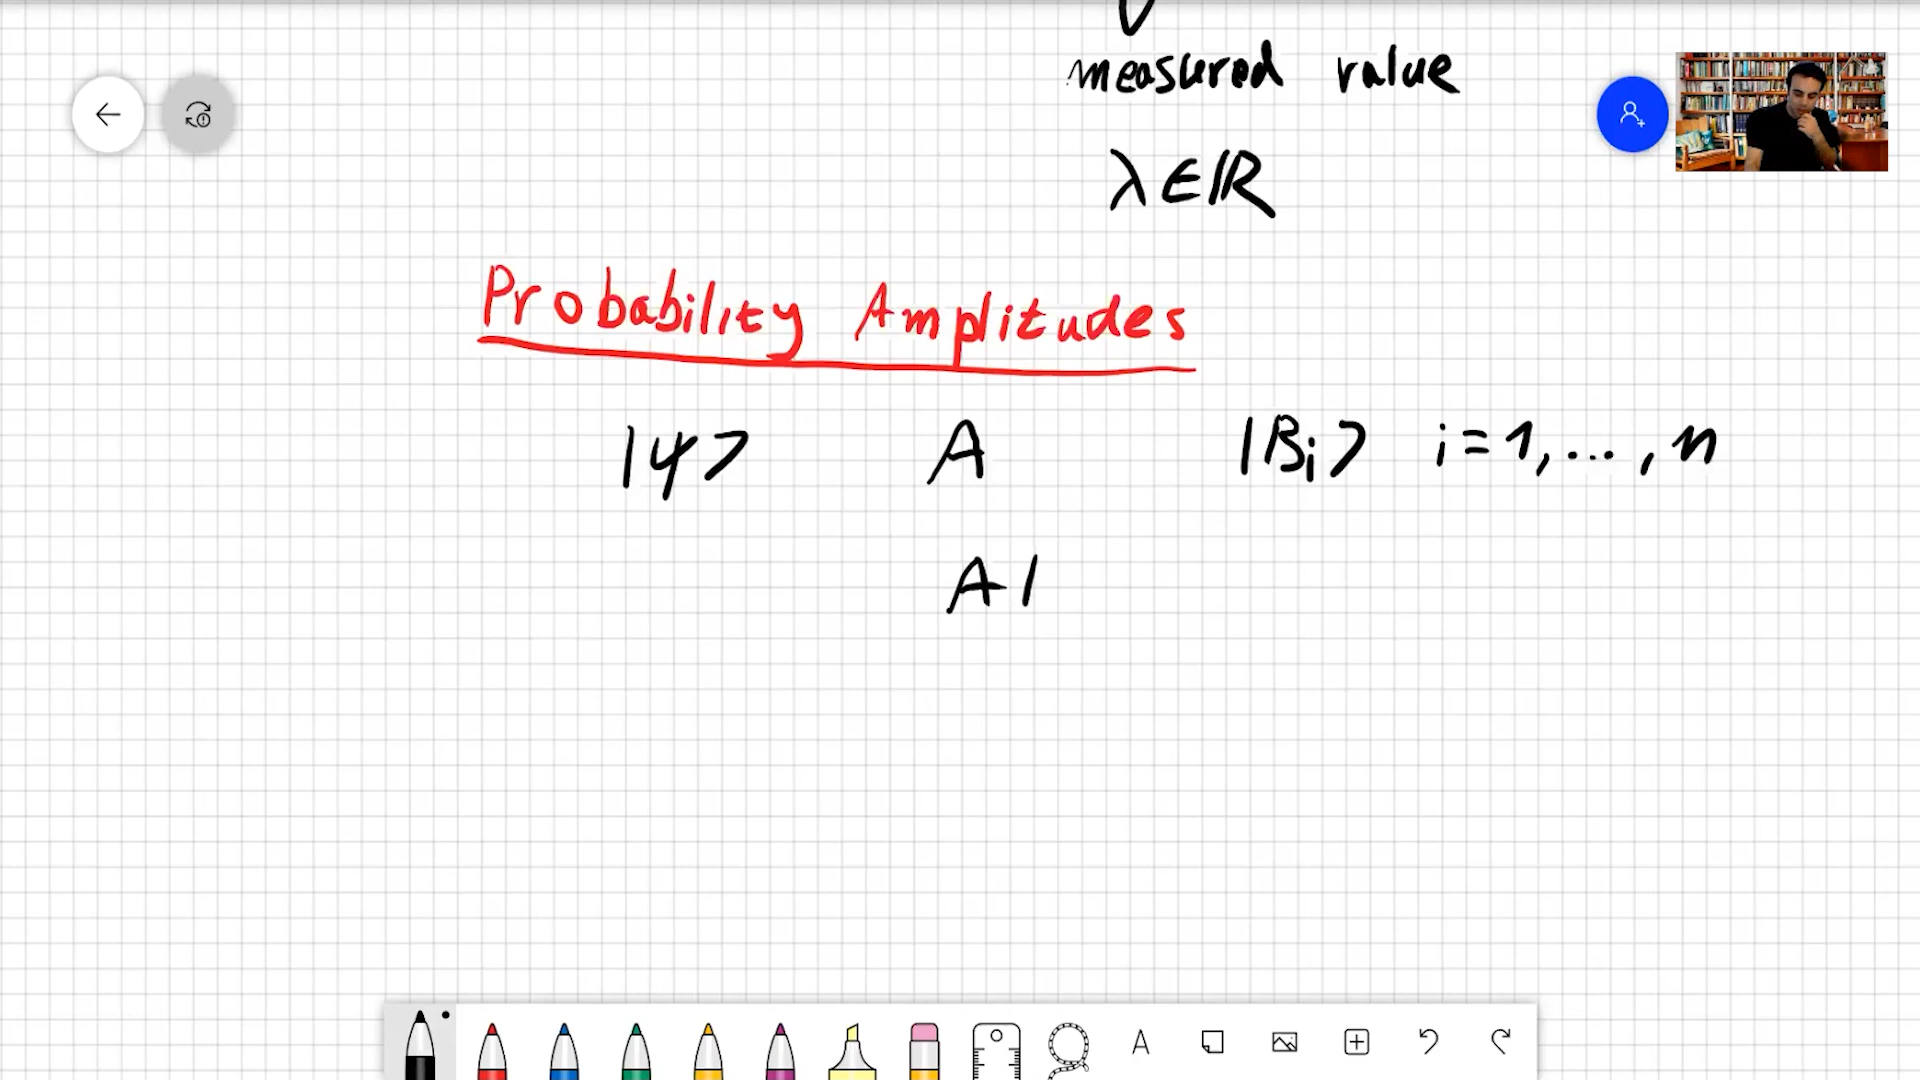 measured value
λ∈ℝ
Probability Amplitudes
|ψ> A |Bi> i=1,...,n
A|
A